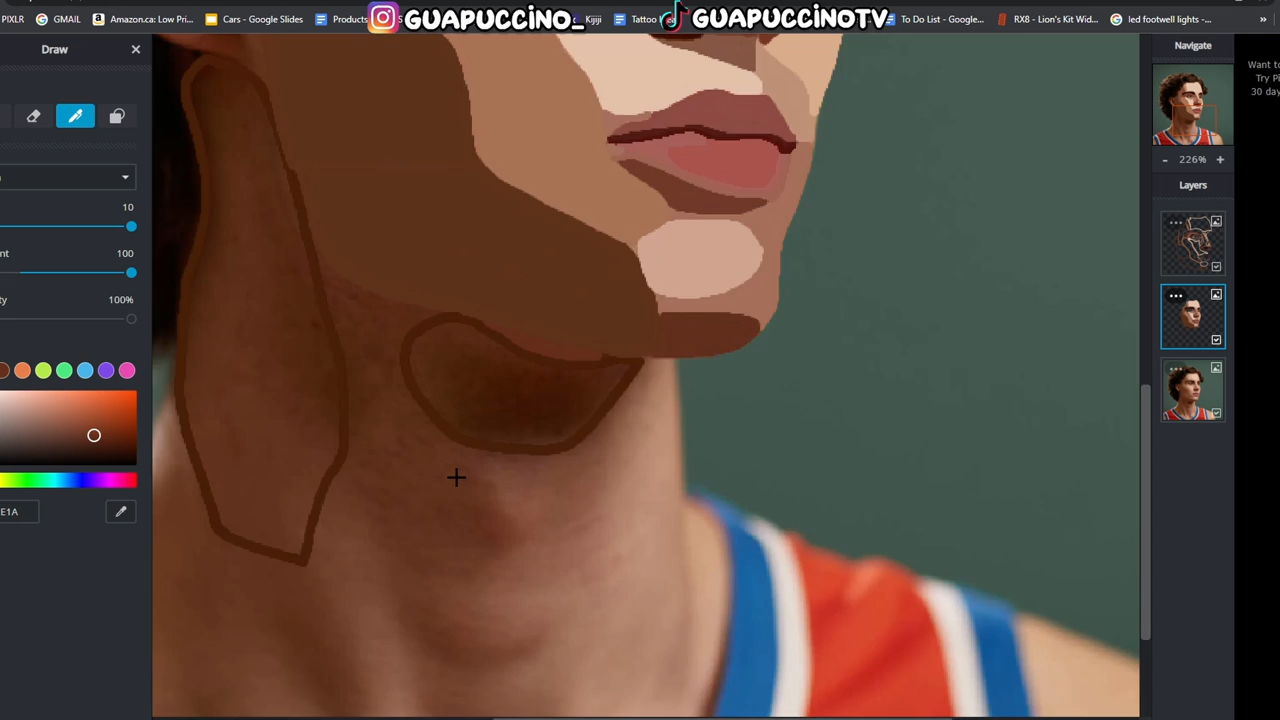 PIXLR
GMAIL
Amazon.ca: Low Pri...
Cars - Google Slides
Products
Kijiji
Tattoo
To Do List - Google...
RX8 - Lion's Kit Wid...
led footwell lights -...
GUAPUCCINO_
GUAPUCCINOTV
Draw
10
nt
100
ty
100%
E1A
Navigate
- 226% +
Layers
Want to
Try Pi
30 day